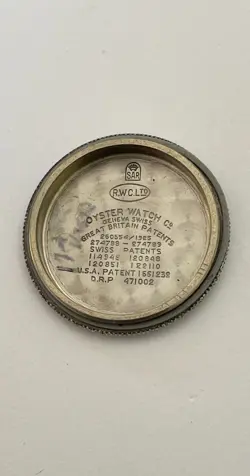 SAR
R.W.C.LTD
OYSTER WATCH Co
GENEVA SWISS
GREAT BRITAIN PATENTS
260554/1925
274789 – 274789
SWISS PATENTS
114948 120848
120851 122110
U.S.A. PATENT 1661232
D.R.P 471002